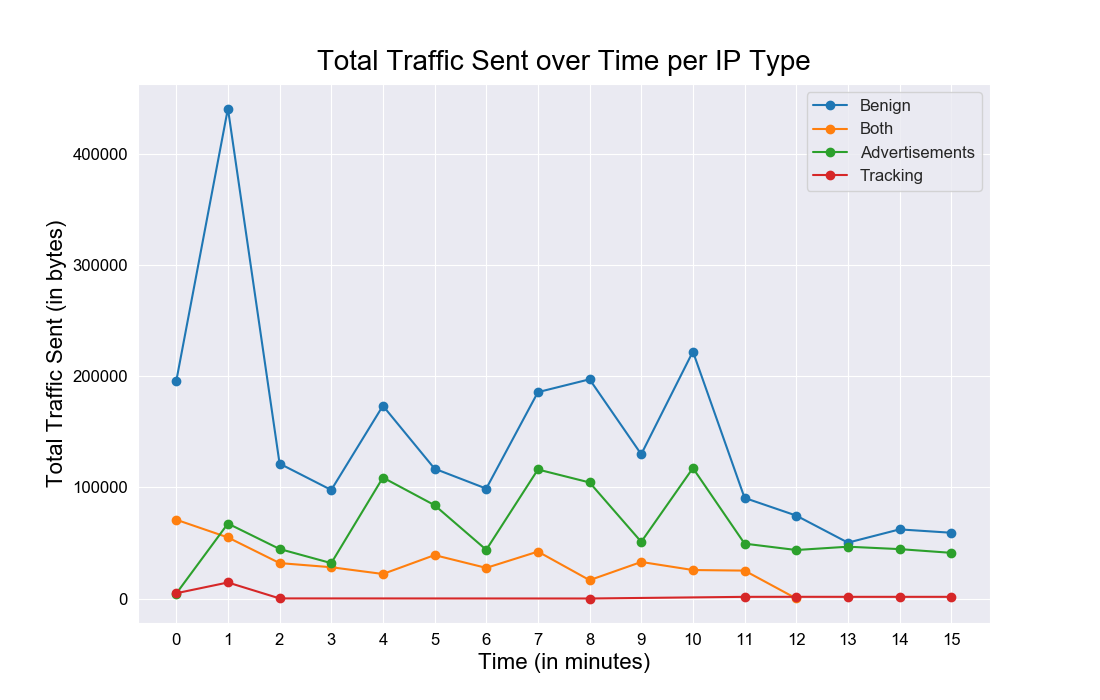 Total Traffic Sent over Time per IP Type
Benign
Both
Advertisements
Tracking
Total Traffic Sent (in bytes)
400000
300000
200000
100000
0
0 1 2 3 4 5 6 7 8 9 10 11 12 13 14 15
Time (in minutes)